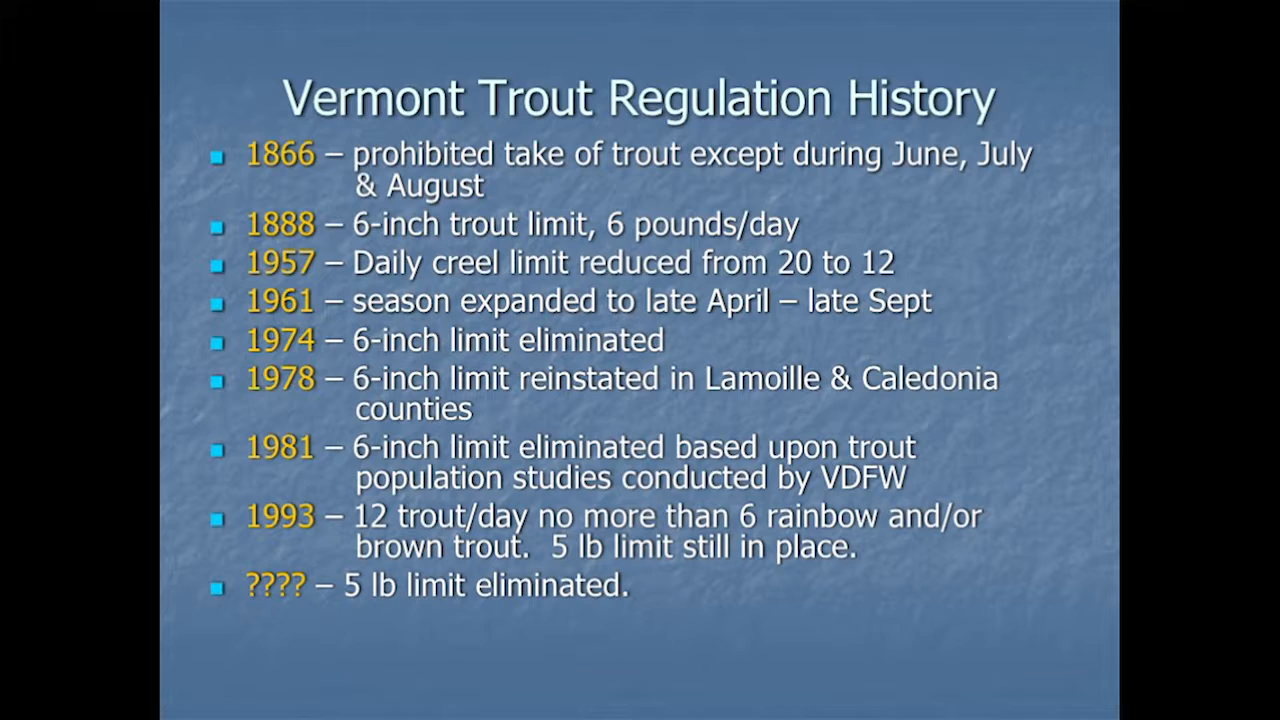 Vermont Trout Regulation History
1866 – prohibited take of trout except during June, July
& August
1888 – 6-inch trout limit, 6 pounds/day
1957 – Daily creel limit reduced from 20 to 12
1961 – season expanded to late April – late Sept
1974 – 6-inch limit eliminated
1978 – 6-inch limit reinstated in Lamoille & Caledonia
counties
1981 – 6-inch limit eliminated based upon trout
population studies conducted by VDFW
1993 – 12 trout/day no more than 6 rainbow and/or
brown trout.  5 lb limit still in place.
???? – 5 lb limit eliminated.